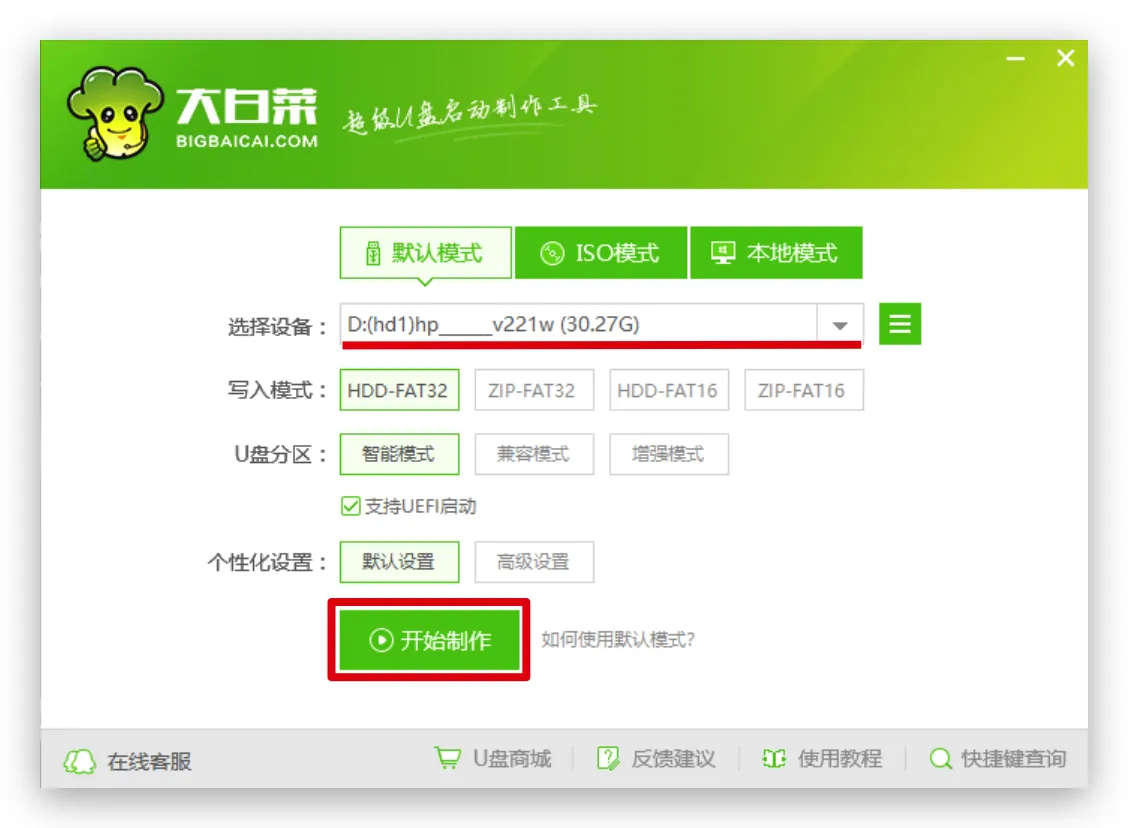 大白菜 超级U盘启动制作工具
BIGBAICAI.COM
默认模式 ISO模式 本地模式
选择设备： D:(hd1)hp_____v221w (30.27G)
写入模式： HDD-FAT32 ZIP-FAT32 HDD-FAT16 ZIP-FAT16
U盘分区： 智能模式 兼容模式 增强模式
支持UEFI启动
个性化设置： 默认设置 高级设置
开始制作 如何使用默认模式?
在线客服 U盘商城 反馈建议 使用教程 快捷键查询